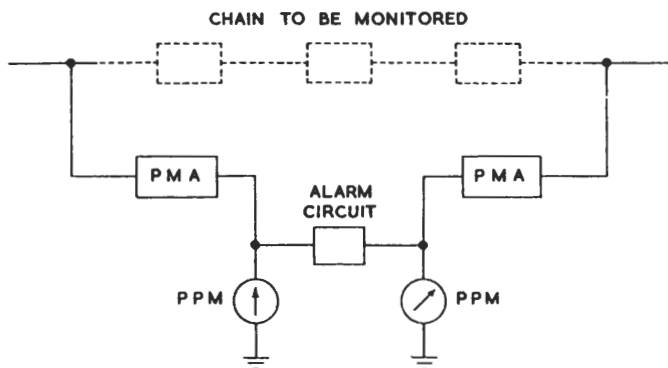 CHAIN TO BE MONITORED
PMA
PMA
ALARM
CIRCUIT
PPM
PPM